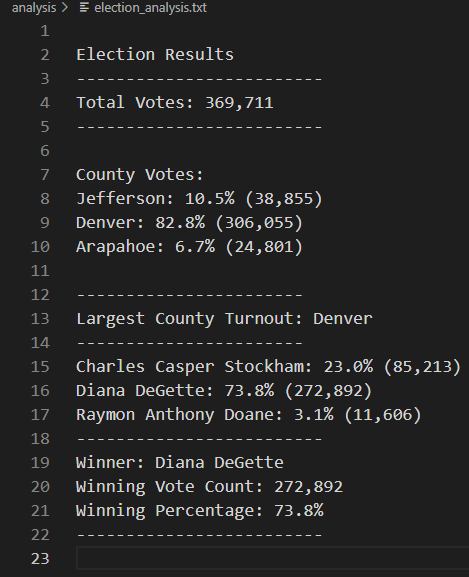 analysis > election_analysis.txt
1
2 Election Results
3 -------------------------
4 Total Votes: 369,711
5 -------------------------
6
7 County Votes:
8 Jefferson: 10.5% (38,855)
9 Denver: 82.8% (306,055)
10 Arapahoe: 6.7% (24,801)
11
12 -----------------------
13 Largest County Turnout: Denver
14 -----------------------
15 Charles Casper Stockham: 23.0% (85,213)
16 Diana DeGette: 73.8% (272,892)
17 Raymon Anthony Doane: 3.1% (11,606)
18 -------------------------
19 Winner: Diana DeGette
20 Winning Vote Count: 272,892
21 Winning Percentage: 73.8%
22 -------------------------
23